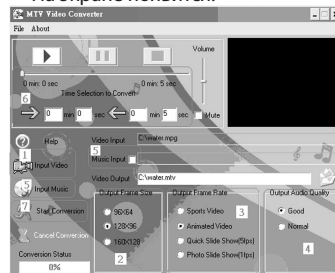 MTV Video Converter
File About
Volume
0 min: 0 sec 0 min: 5 sec
Time Selection to Convert
6
0 min 0 sec 0 min 5 sec Mute
Help Video Input C:\water.mpg
1 5
Input Video Music Input
Video Output C:\water.mtv
Input Music
7 Output Frame Size Output Frame Rate Output Audio Quality
Start Conversion 96X64 Sports Video 3 Good
128X96 Animated Video Normal 4
Cancel Conversion 160X128 Quick Slide Show(5fps)
2 Photo Slide Show(1fps)
Conversion Status
0%